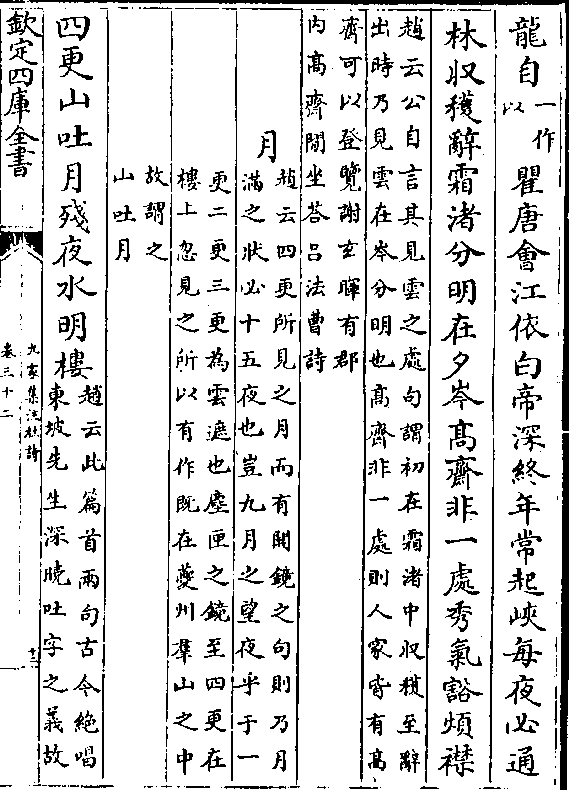 龍自一作以瞿唐會江依白帝深終年常起峽每夜必通
林収穫辭霜渚分明在夕岑髙齋非一處秀氣豁煩襟
趙云公自言其見雲之處句謂初在霜渚中収穫至辭
出時乃見雲在岑分明也髙齋非一處則人家皆有髙
齋可以登覽謝𤣥暉有郡
内髙齋閒坐荅吕法曹詩
月
趙云四更所見之月而有開鏡之句則乃月
滿之狀必十五夜也豈九月之望夜乎于一
更二更三更為雲遮也塵匣之鏡至四更在
樓上忽見之所以有作既在夔州羣山之中
故謂之
山吐月
四更山吐月殘夜水明樓
趙云此篇首兩句古今絶唱
東坡先生深曉吐字之義故
欽定四庫全書
九家集注杜詩
卷三十二